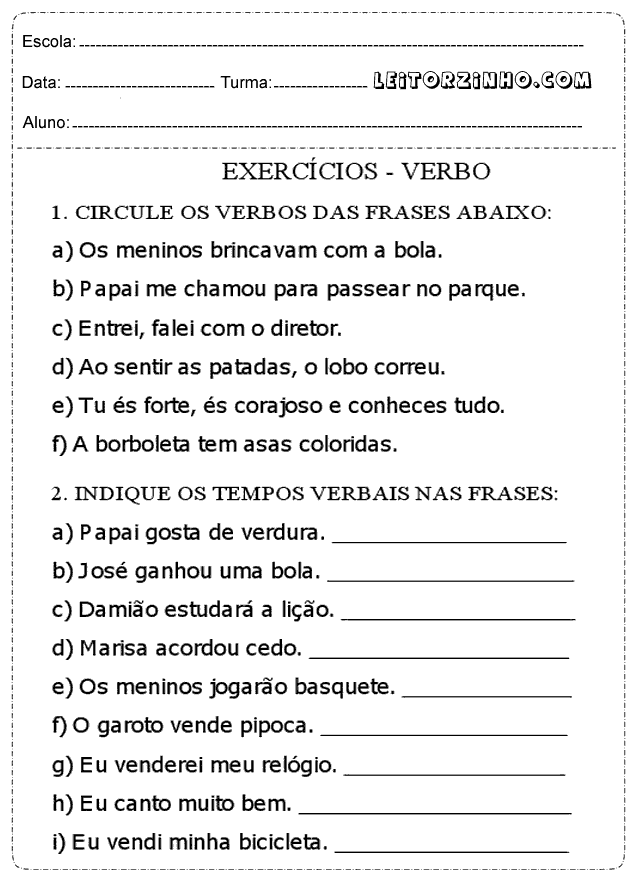 Escola:
Data: Turma: LEITORZINHO.COM
Aluno:
EXERCÍCIOS - VERBO
1. CIRCULE OS VERBOS DAS FRASES ABAIXO:
a) Os meninos brincavam com a bola.
b) Papai me chamou para passear no parque.
c) Entrei, falei com o diretor.
d) Ao sentir as patadas, o lobo correu.
e) Tu és forte, és corajoso e conheces tudo.
f) A borboleta tem asas coloridas.
2. INDIQUE OS TEMPOS VERBAIS NAS FRASES:
a) Papai gosta de verdura. ____________________
b) José ganhou uma bola. ____________________
c) Damião estudará a lição. ____________________
d) Marisa acordou cedo. ____________________
e) Os meninos jogarão basquete. ____________________
f) O garoto vende pipoca. ____________________
g) Eu venderei meu relógio. ____________________
h) Eu canto muito bem. ____________________
i) Eu vendi minha bicicleta. ____________________